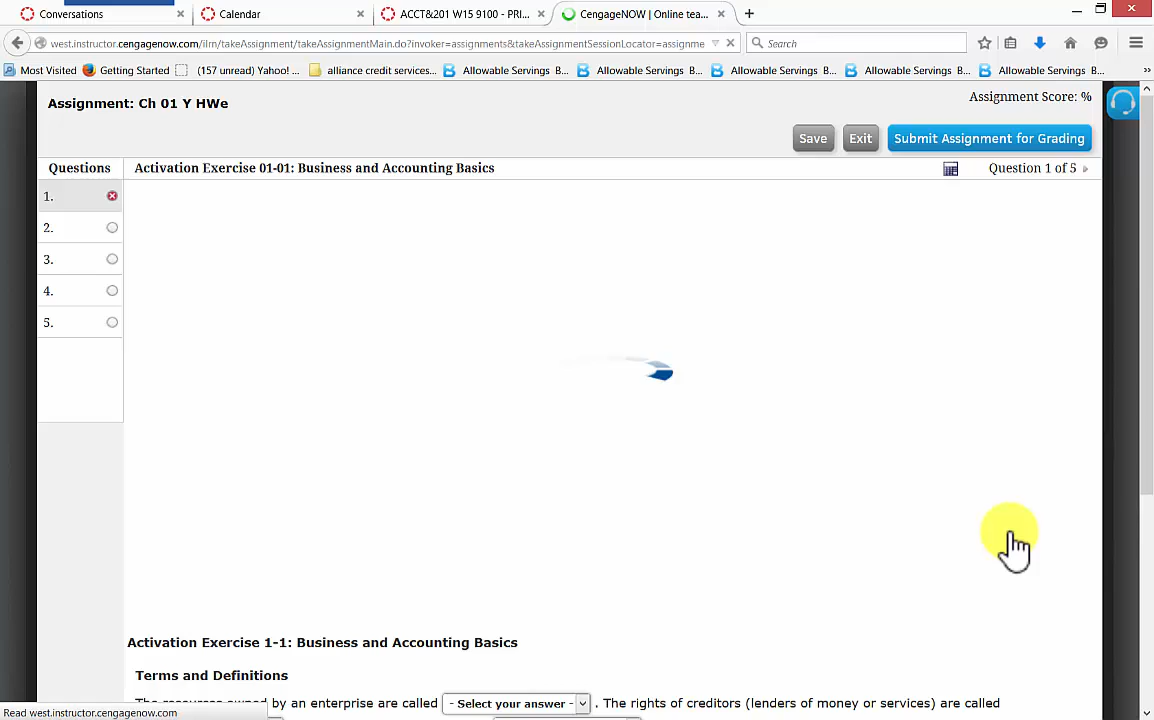 Conversations
Calendar
ACCT&201 W15 9100 - PRI...
CengageNOW | Online tea...
west.instructor.cengagenow.com/ilrn/takeAssignment/takeAssignmentMain.do?invoker=assignments&takeAssignmentSessionLocator=assignme
Search
Most Visited
Getting Started
(157 unread) Yahoo! ...
alliance credit services...
Allowable Servings B...
Allowable Servings B...
Allowable Servings B...
Allowable Servings B...
Allowable Servings B...
Assignment: Ch 01 Y HWe
Assignment Score: %
Save
Exit
Submit Assignment for Grading
Questions
Activation Exercise 01-01: Business and Accounting Basics
Question 1 of 5
1.
2.
3.
4.
5.
Activation Exercise 1-1: Business and Accounting Basics
Terms and Definitions
The resources owned by an enterprise are called - Select your answer - . The rights of creditors (lenders of money or services) are called
Read west.instructor.cengagenow.com